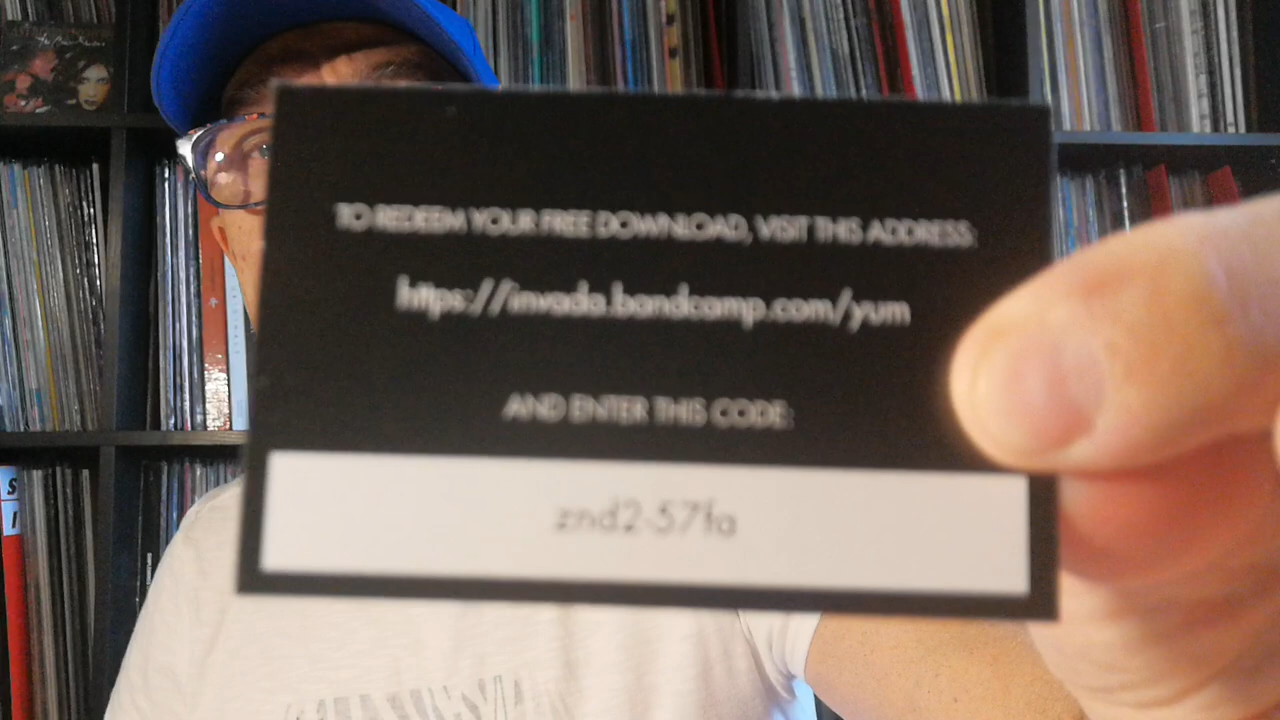 TO REDEEM YOUR FREE DOWNLOAD, VISIT THIS ADDRESS:
https://invada.bandcamp.com/yum
AND ENTER THIS CODE:
znd2-57fa